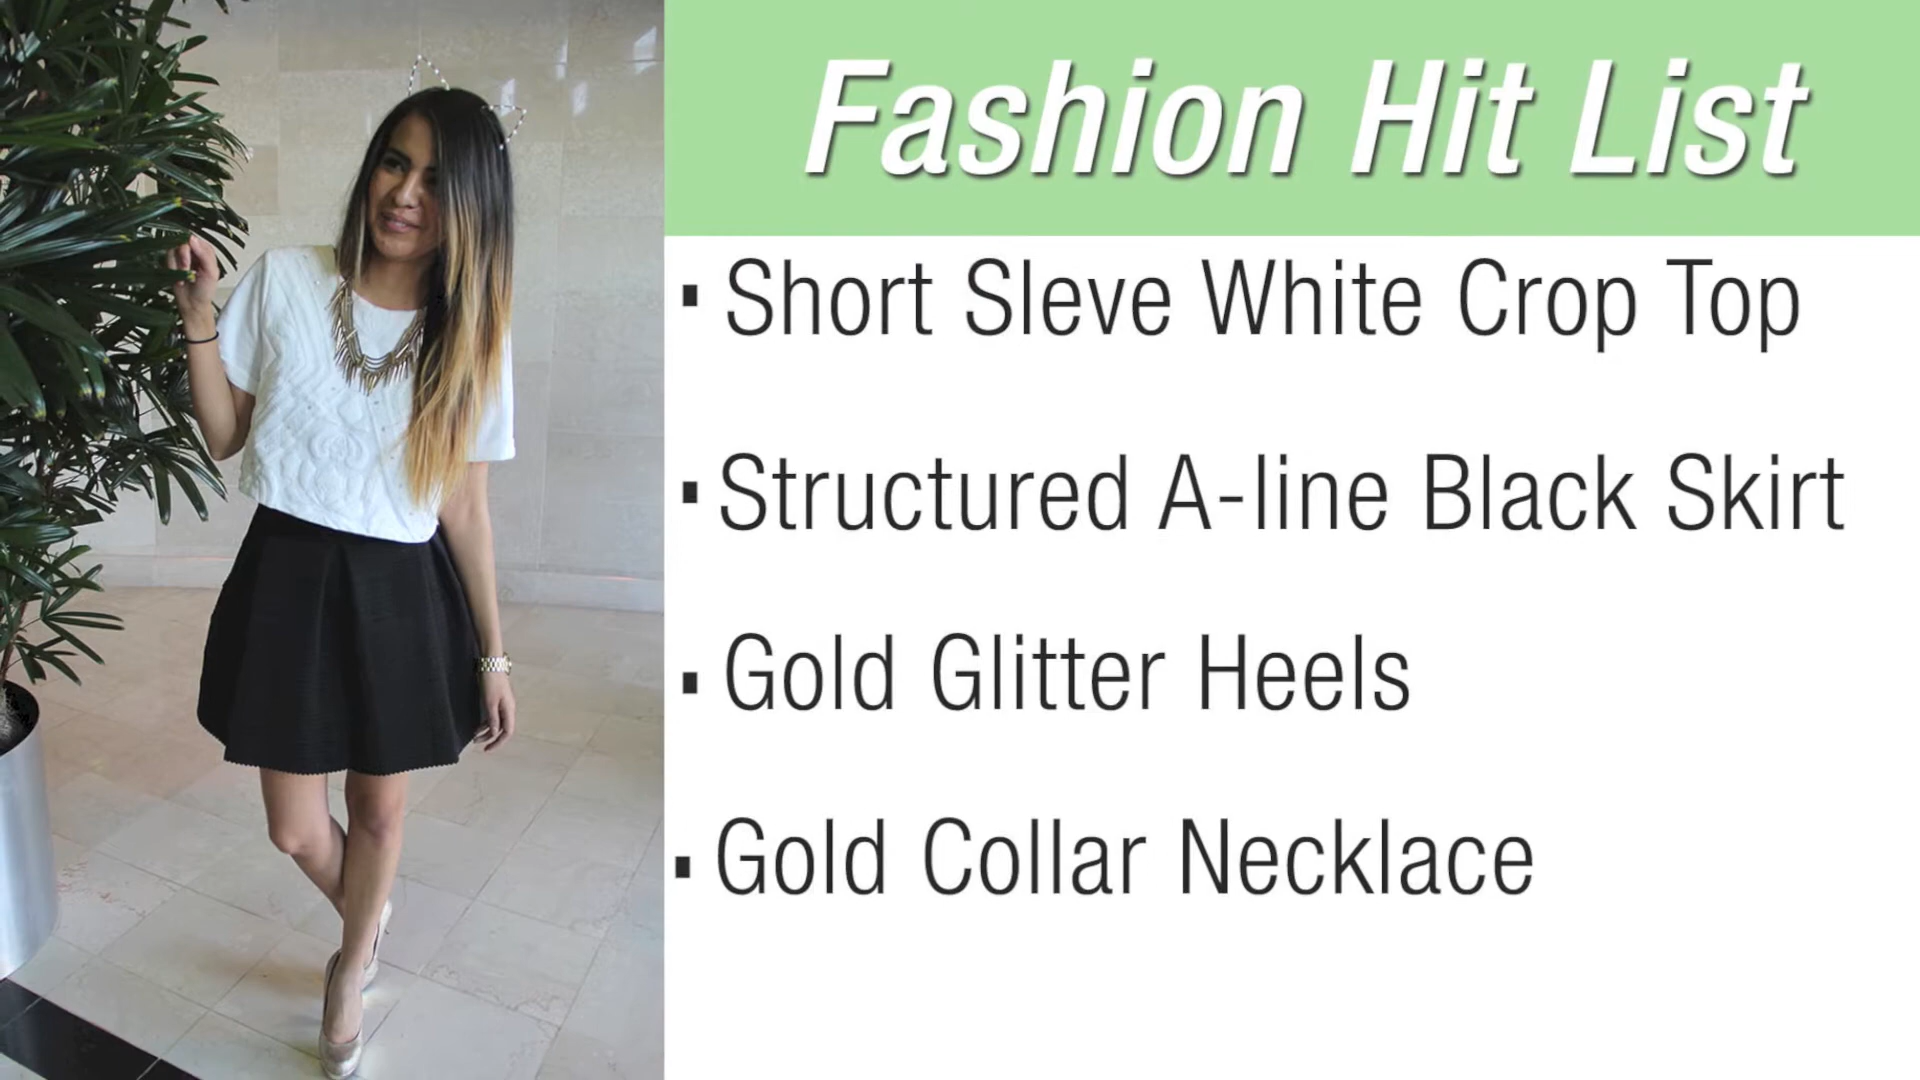 Fashion Hit List
▪ Short Sleve White Crop Top
▪ Structured A-line Black Skirt
▪ Gold Glitter Heels
▪ Gold Collar Necklace